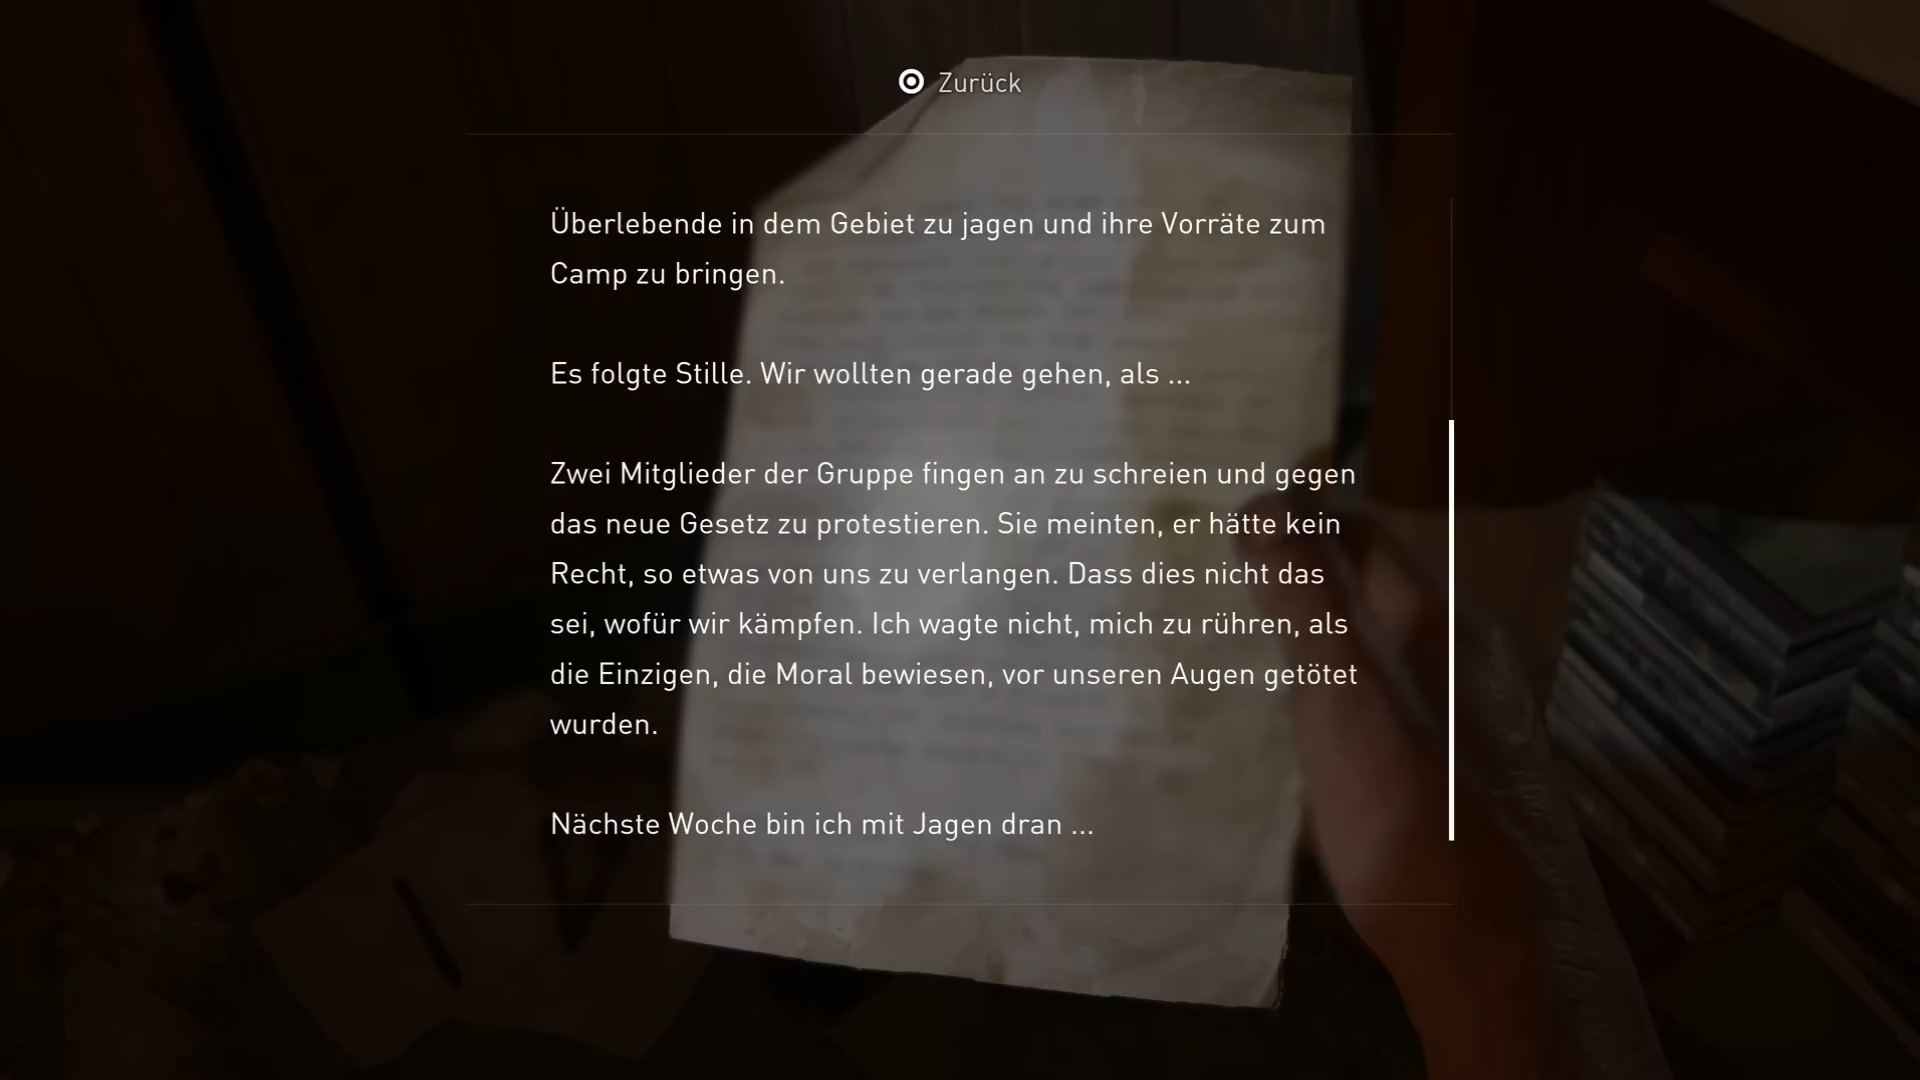 Zurück
Überlebende in dem Gebiet zu jagen und ihre Vorräte zum
Camp zu bringen.
Es folgte Stille. Wir wollten gerade gehen, als ...
Zwei Mitglieder der Gruppe fingen an zu schreien und gegen
das neue Gesetz zu protestieren. Sie meinten, er hätte kein
Recht, so etwas von uns zu verlangen. Dass dies nicht das
sei, wofür wir kämpfen. Ich wagte nicht, mich zu rühren, als
die Einzigen, die Moral bewiesen, vor unseren Augen getötet
wurden.
Nächste Woche bin ich mit Jagen dran ...